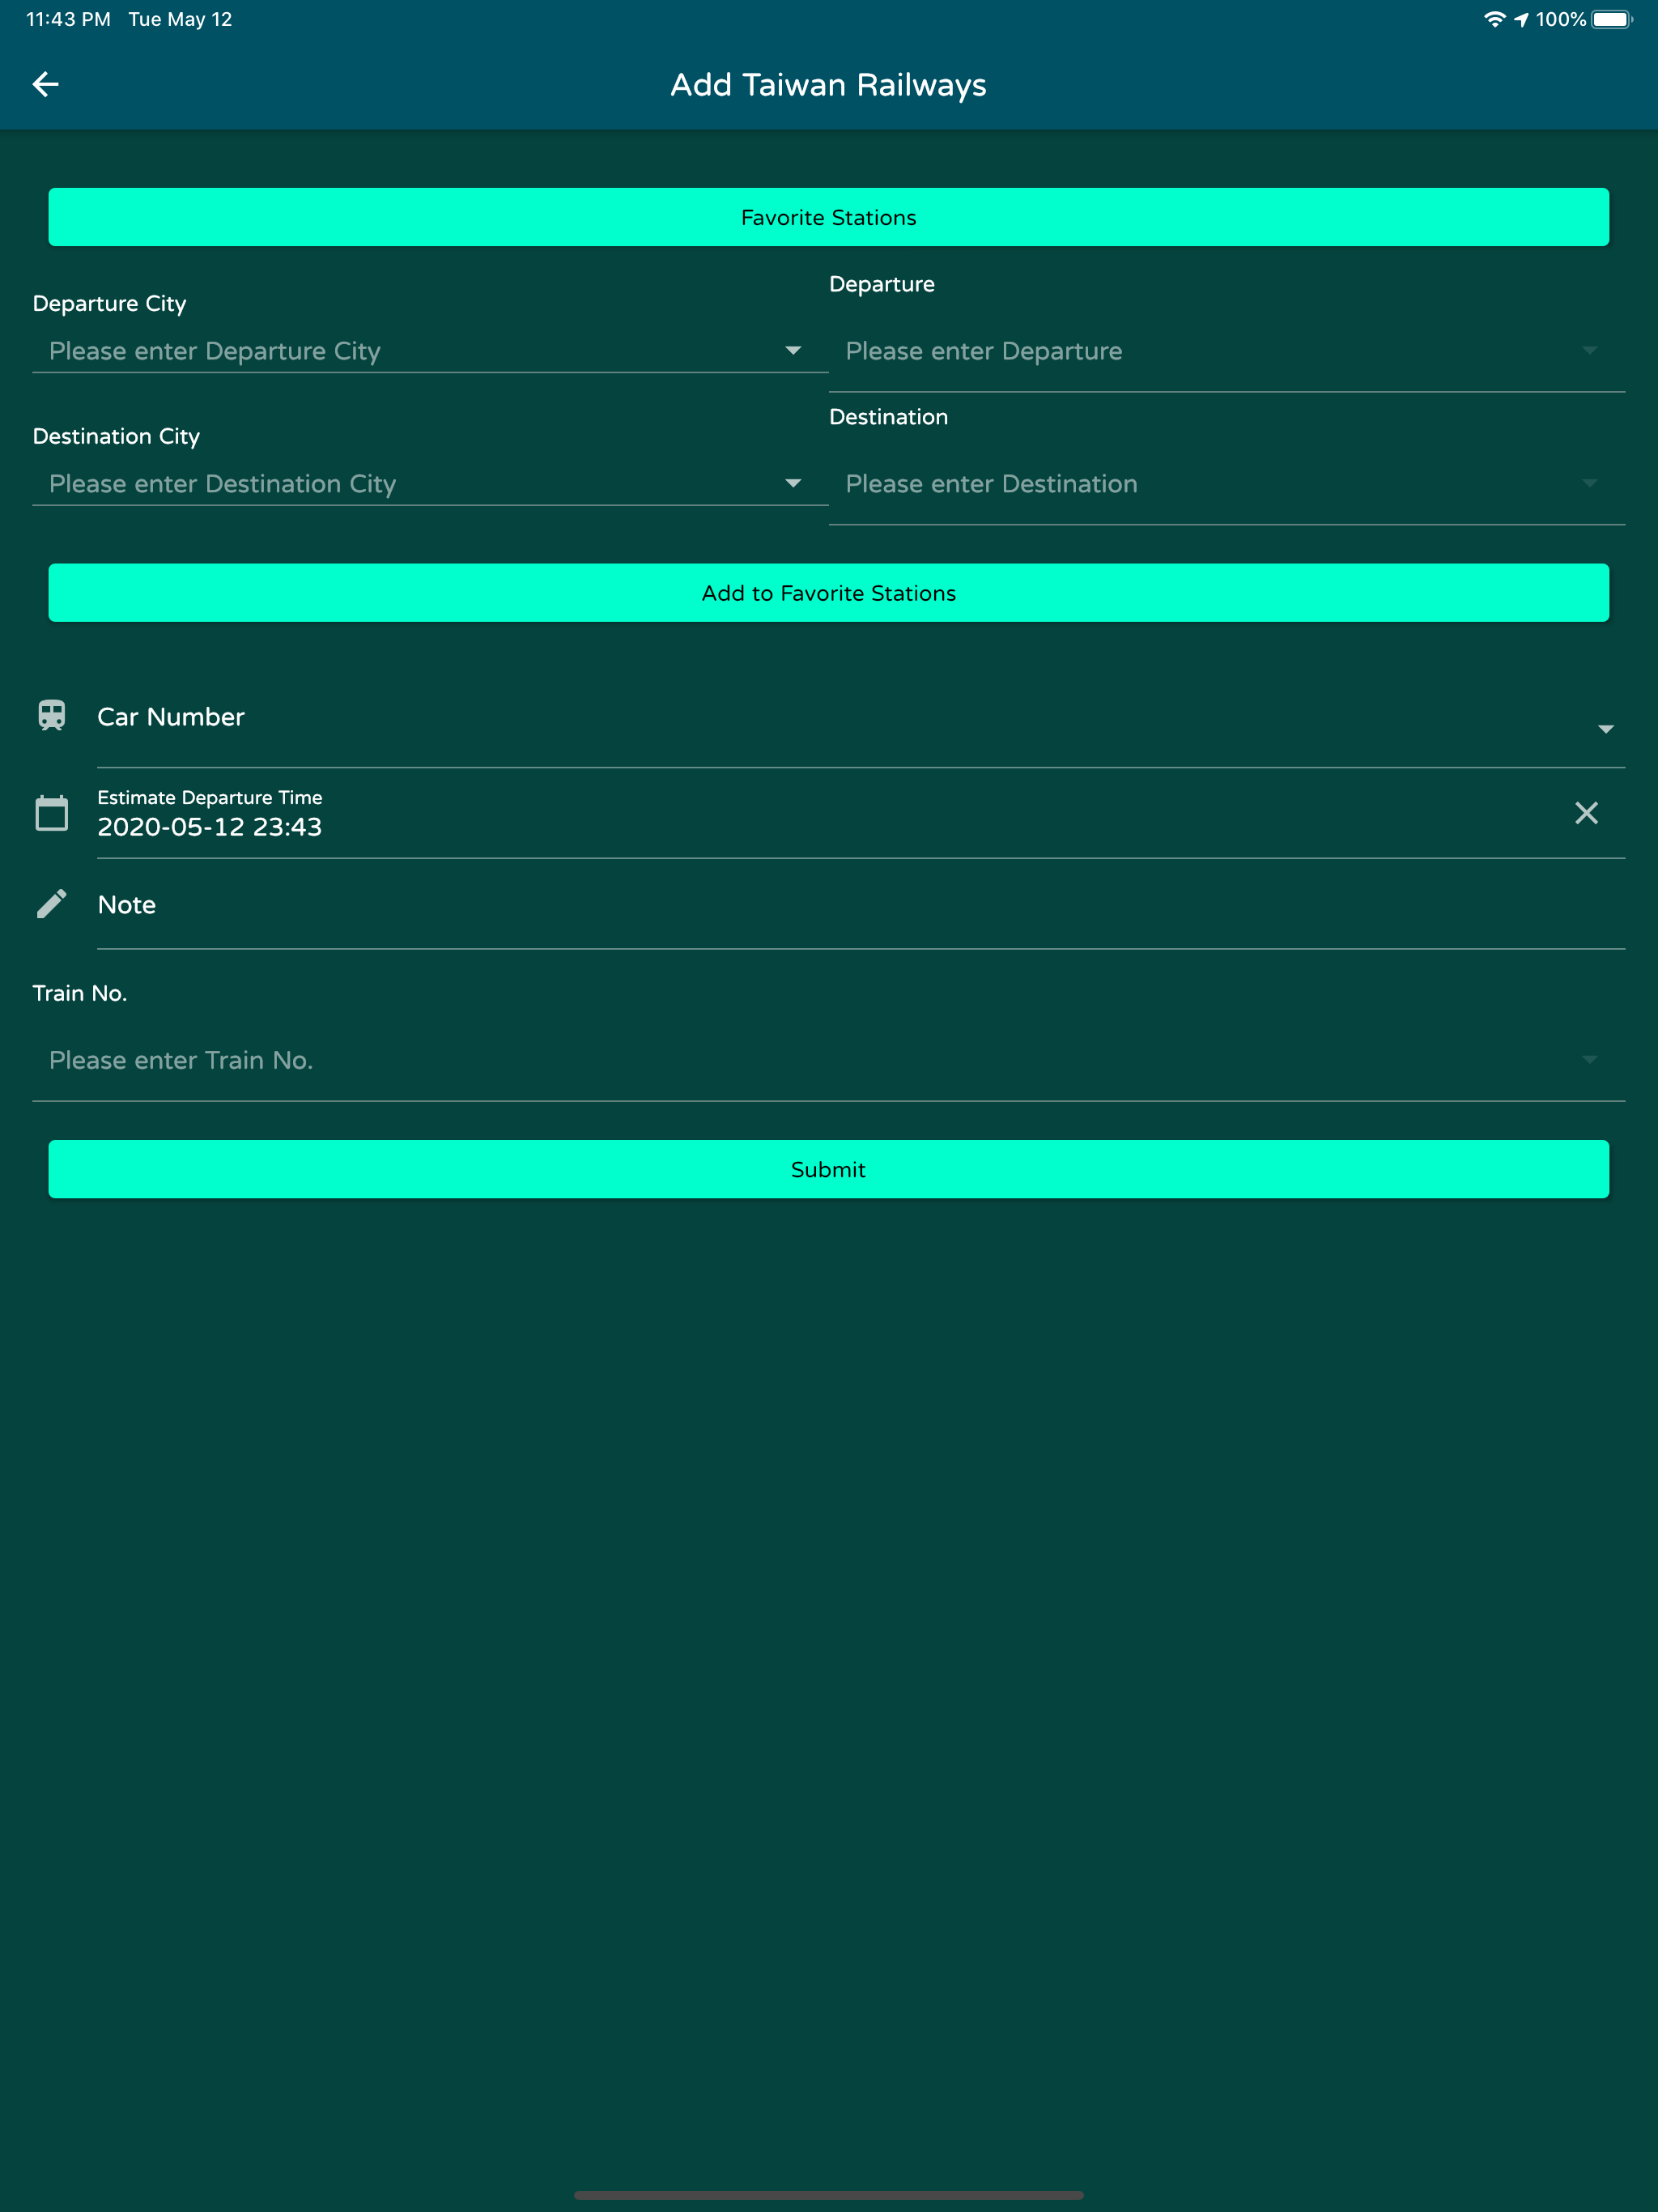 11:43 PM Tue May 12 100%
Add Taiwan Railways
Favorite Stations
Departure City
Please enter Departure City
Departure
Please enter Departure
Destination City
Please enter Destination City
Destination
Please enter Destination
Add to Favorite Stations
Car Number
Estimate Departure Time
2020-05-12 23:43
Note
Train No.
Please enter Train No.
Submit